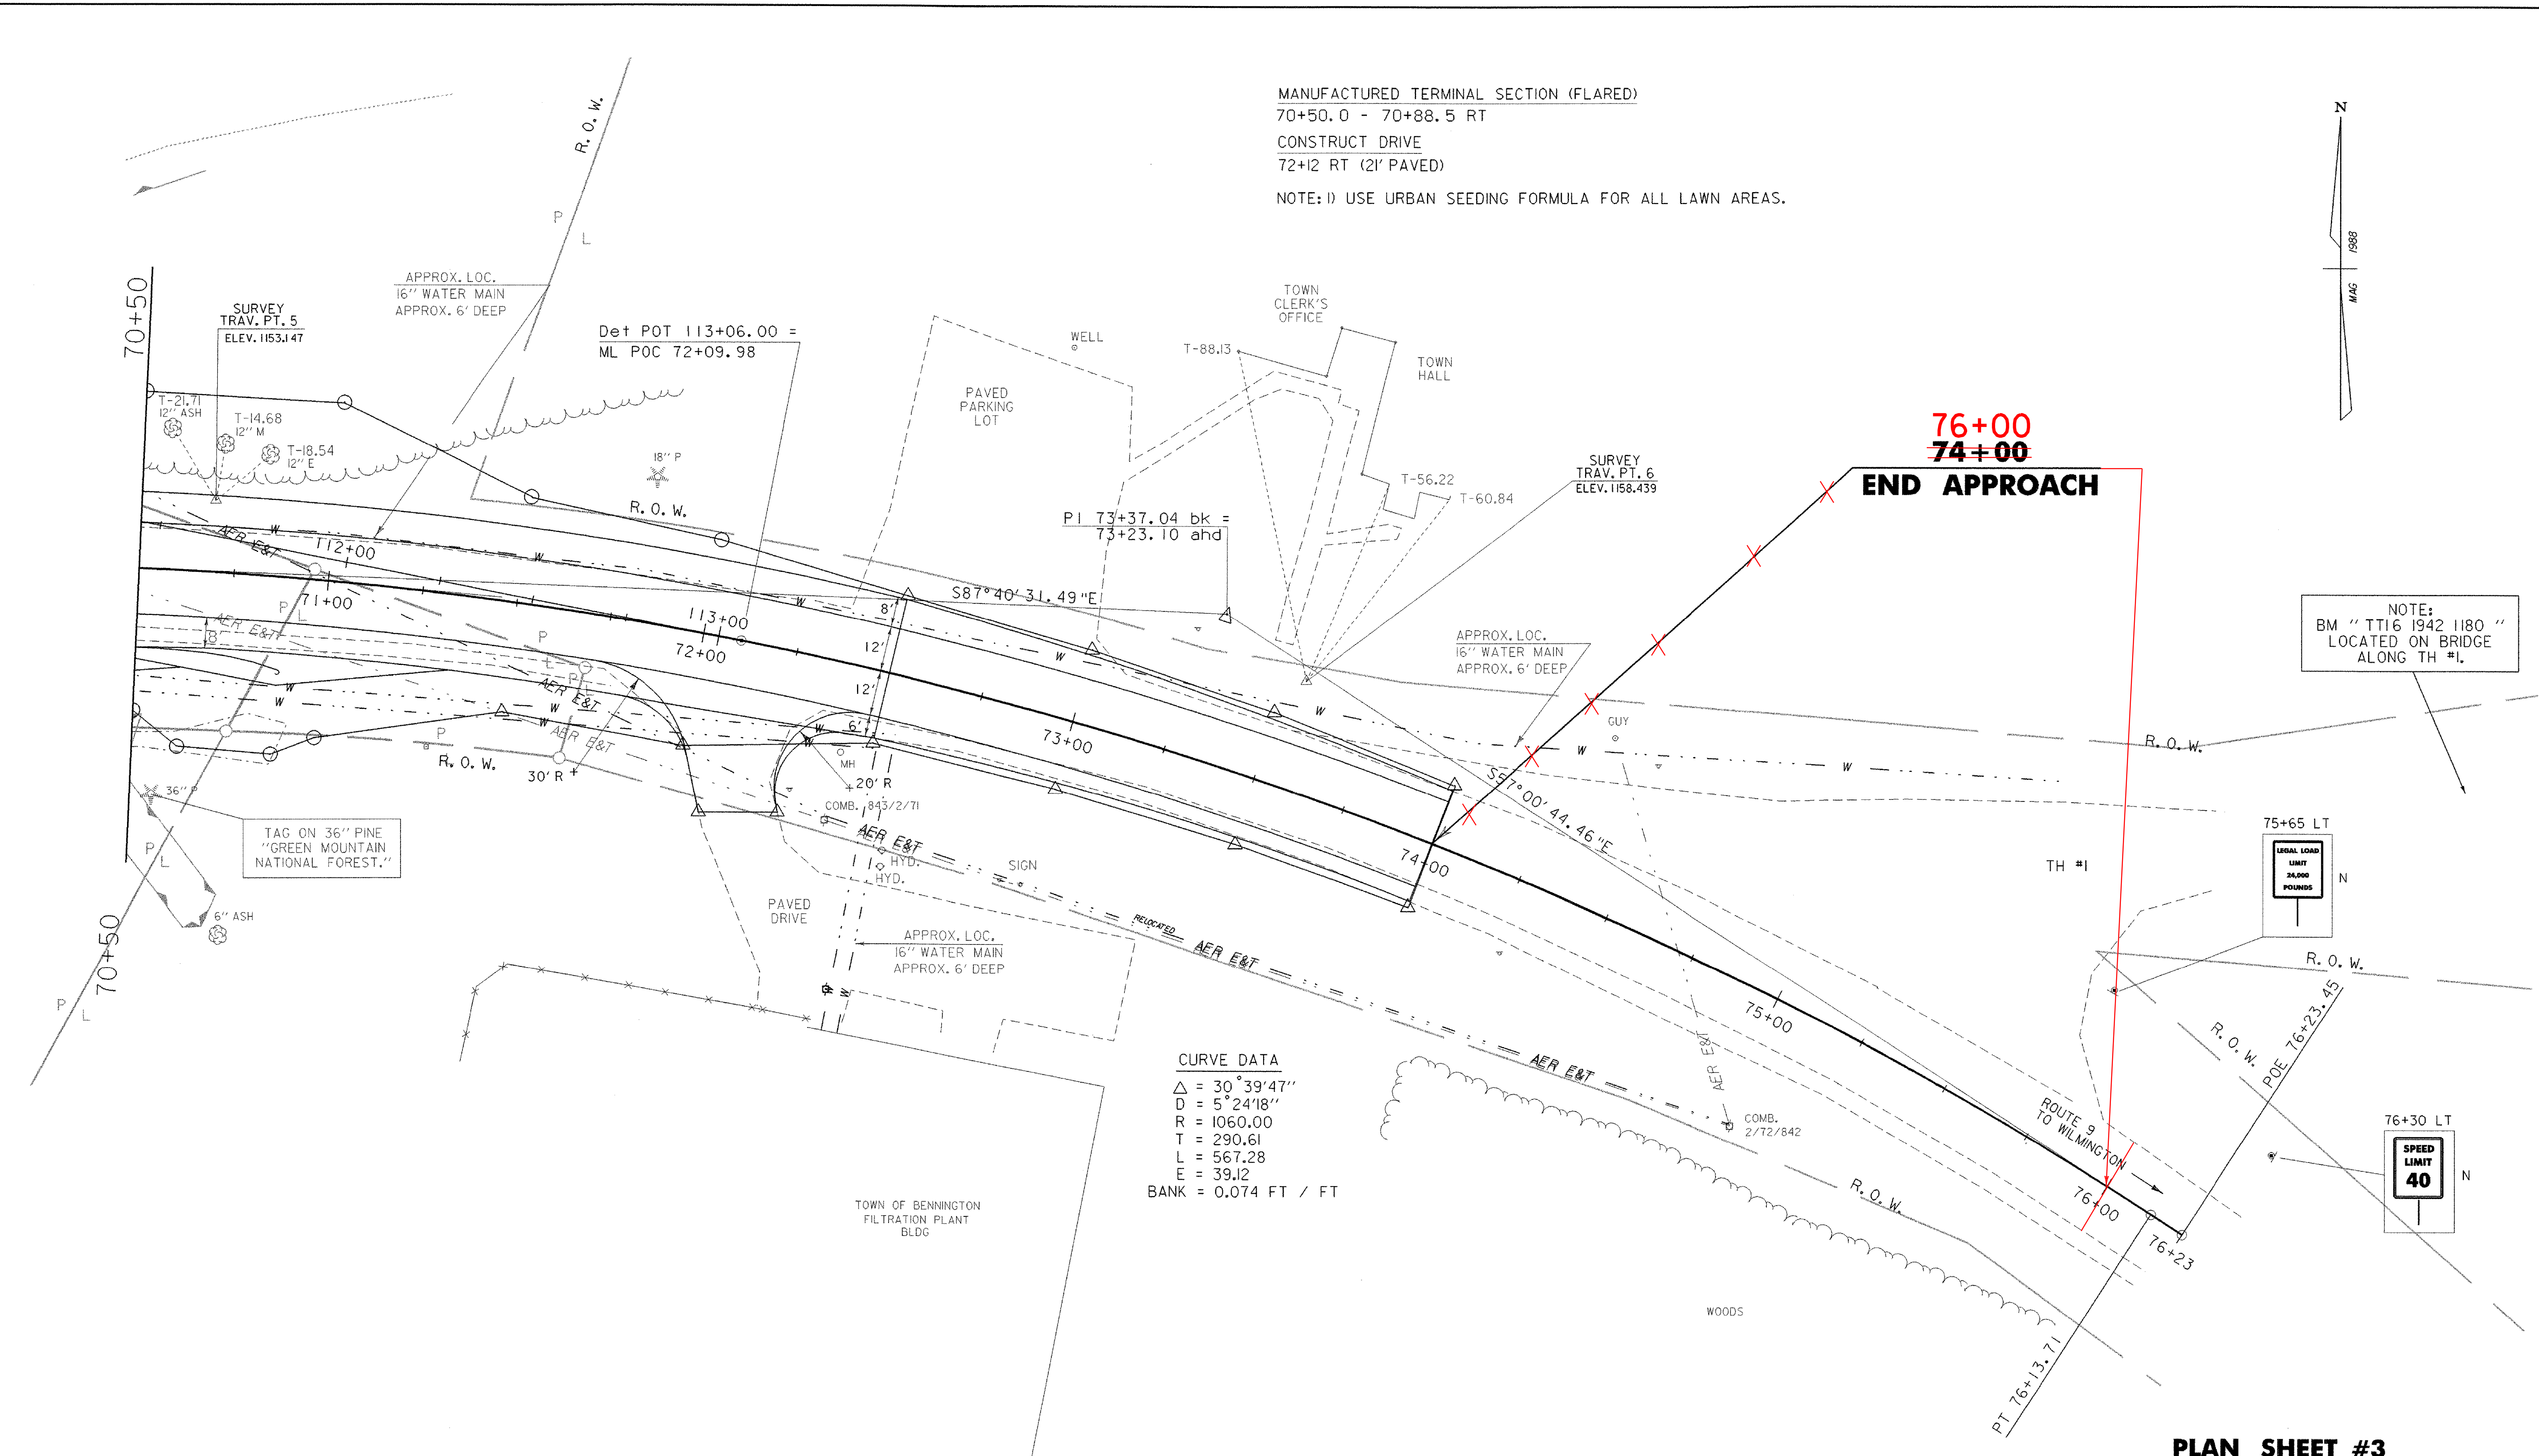 MANUFACTURED TERMINAL SECTION (FLARED)
70+50.0 - 70+88.5 RT
CONSTRUCT DRIVE
72+12 RT (21' PAVED)
NOTE: 1) USE URBAN SEEDING FORMULA FOR ALL LAWN AREAS.
N
MAG 1988
R.O.W.
P
L
APPROX. LOC.
16" WATER MAIN
APPROX. 6' DEEP
70+50
SURVEY
TRAV. PT. 5
ELEV. 1153.147
Det POT 113+06.00 =
ML POC 72+09.98
WELL
TOWN
CLERK'S
OFFICE
T-88.13
TOWN
HALL
PAVED
PARKING
LOT
T-21.71
12" ASH
T-14.68
12" M
T-18.54
12" E
18" P
R.O.W.
76+00
74+00
END APPROACH
SURVEY
TRAV. PT. 6
ELEV. 1158.439
T-56.22
T-60.84
PI 73+37.04 bk =
73+23.10 ahd
AER E&T
W
W
112+00
71+00
S87°40'31.49"E
8'
12'
12'
6'
W
W
113+00
72+00
P
L
AER E&T
8'
P
L
P
L
AER E&T
AER E&T
W
W
W
W
W
W
P
R.O.W.
30' R
MH
20' R
COMB. 843/2/71
73+00
APPROX. LOC.
16" WATER MAIN
APPROX. 6' DEEP
W
GUY
W
W
R.O.W.
NOTE:
BM "TT16 1942 1180"
LOCATED ON BRIDGE
ALONG TH #1.
S57°00'44.46"E
74+00
36" P
TAG ON 36" PINE
"GREEN MOUNTAIN
NATIONAL FOREST."
P
L
6" ASH
70+50
P
L
AER E&T
HYD.
HYD.
SIGN
PAVED
DRIVE
RELOCATED
AER E&T
APPROX. LOC.
16" WATER MAIN
APPROX. 6' DEEP
W
W
TH #1
75+65 LT
LEGAL LOAD
LIMIT
24,000
POUNDS
N
R.O.W.
75+00
R.O.W.
POE 76+23.45
AER E&T
AER E&T
COMB.
2/72/842
CURVE DATA
△ = 30°39'47"
D = 5°24'18"
R = 1060.00
T = 290.61
L = 567.28
E = 39.12
BANK = 0.074 FT / FT
ROUTE 9
TO WILMINGTON
76+30 LT
SPEED
LIMIT
40
N
R.O.W.
76+00
76+23
TOWN OF BENNINGTON
FILTRATION PLANT
BLDG
WOODS
PT 76+13.71
PLAN SHEET #3